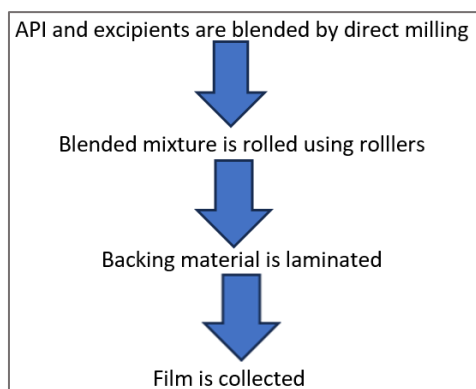 API and excipients are blended by direct milling
Blended mixture is rolled using rolllers
Backing material is laminated
Film is collected